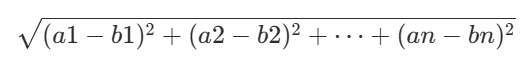 √(a1 − b1)² + (a2 − b2)² + · · · + (an − bn)²